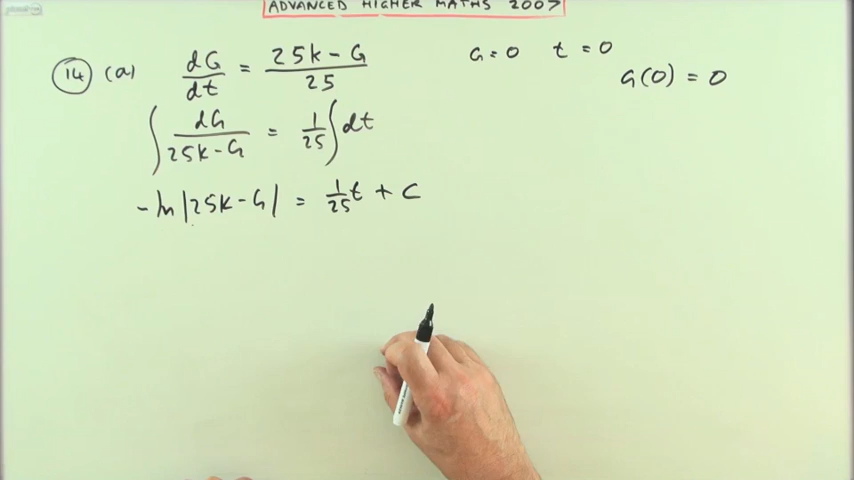 ADVANCED HIGHER MATHS 2007
14 (a) dG/dt = (25k - G)/25 G = 0 t = 0
G(0) = 0
∫ dG/(25k - G) = 1/25 ∫ dt
-ln|25k - G| = 1/25 t + C